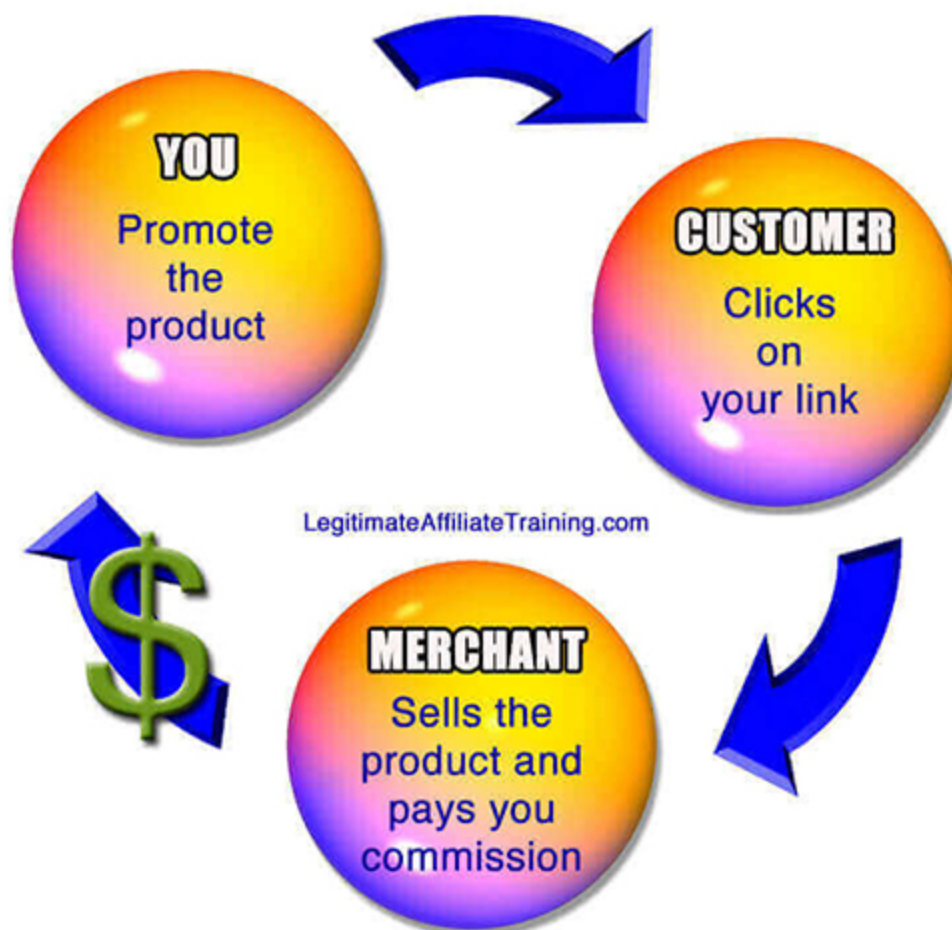 YOU
Promote
the
product
CUSTOMER
Clicks
on
your link
LegitimateAffiliateTraining.com
$
MERCHANT
Sells the
product and
pays you
commission